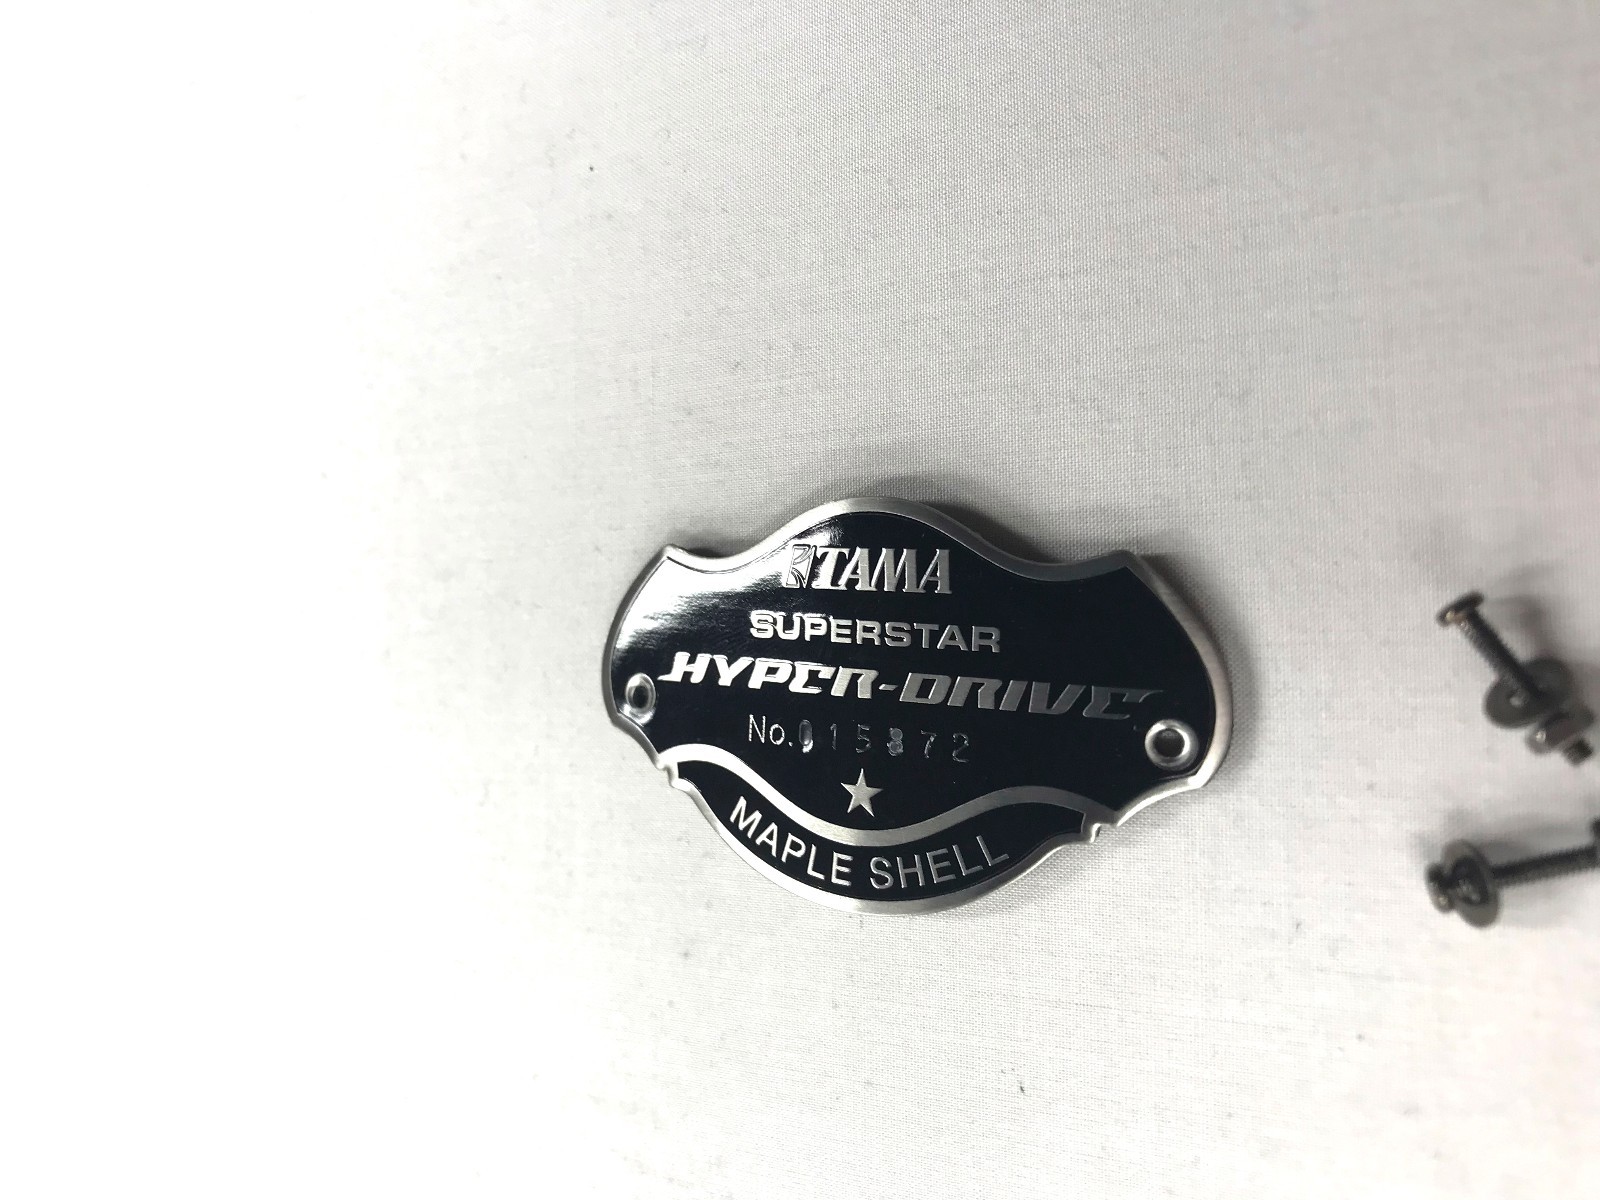 TAMA
SUPERSTAR
HYPER-DRIVE
No.015872
MAPLE SHELL